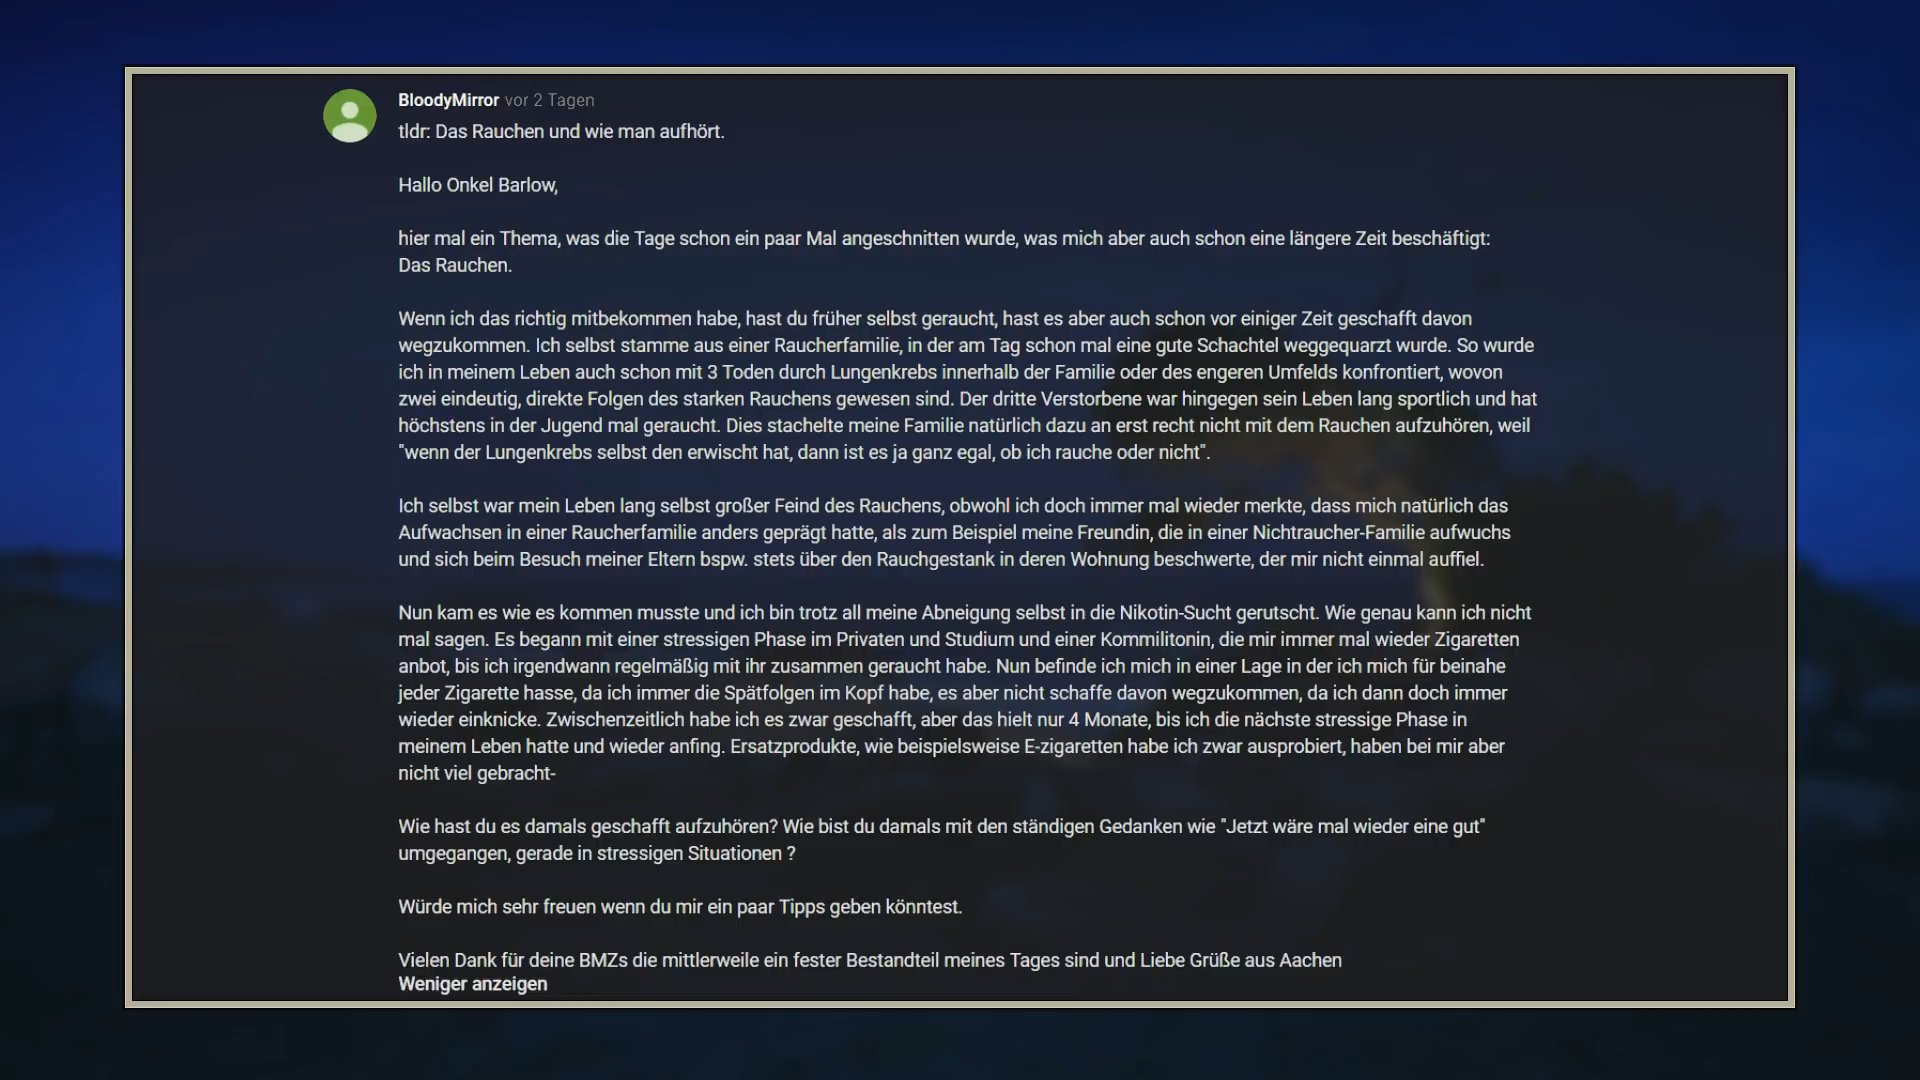 BloodyMirror vor 2 Tagen
tldr: Das Rauchen und wie man aufhört.
Hallo Onkel Barlow,
hier mal ein Thema, was die Tage schon ein paar Mal angeschnitten wurde, was mich aber auch schon eine längere Zeit beschäftigt:
Das Rauchen.
Wenn ich das richtig mitbekommen habe, hast du früher selbst geraucht, hast es aber auch schon vor einiger Zeit geschafft davon
wegzukommen. Ich selbst stamme aus einer Raucherfamilie, in der am Tag schon mal eine gute Schachtel weggequarzt wurde. So wurde
ich in meinem Leben auch schon mit 3 Toden durch Lungenkrebs innerhalb der Familie oder des engeren Umfelds konfrontiert, wovon
zwei eindeutig, direkte Folgen des starken Rauchens gewesen sind. Der dritte Verstorbene war hingegen sein Leben lang sportlich und hat
höchstens in der Jugend mal geraucht. Dies stachelte meine Familie natürlich dazu an erst recht nicht mit dem Rauchen aufzuhören, weil
"wenn der Lungenkrebs selbst den erwischt hat, dann ist es ja ganz egal, ob ich rauche oder nicht".
Ich selbst war mein Leben lang selbst großer Feind des Rauchens, obwohl ich doch immer mal wieder merkte, dass mich natürlich das
Aufwachsen in einer Raucherfamilie anders geprägt hatte, als zum Beispiel meine Freundin, die in einer Nichtraucher-Familie aufwuchs
und sich beim Besuch meiner Eltern bspw. stets über den Rauchgestank in deren Wohnung beschwerte, der mir nicht einmal auffiel.
Nun kam es wie es kommen musste und ich bin trotz all meine Abneigung selbst in die Nikotin-Sucht gerutscht. Wie genau kann ich nicht
mal sagen. Es begann mit einer stressigen Phase im Privaten und Studium und einer Kommilitonin, die mir immer mal wieder Zigaretten
anbot, bis ich irgendwann regelmäßig mit ihr zusammen geraucht habe. Nun befinde ich mich in einer Lage in der ich mich für beinahe
jeder Zigarette hasse, da ich immer die Spätfolgen im Kopf habe, es aber nicht schaffe davon wegzukommen, da ich dann doch immer
wieder einknicke. Zwischenzeitlich habe ich es zwar geschafft, aber das hielt nur 4 Monate, bis ich die nächste stressige Phase in
meinem Leben hatte und wieder anfing. Ersatzprodukte, wie beispielsweise E-zigaretten habe ich zwar ausprobiert, haben bei mir aber
nicht viel gebracht-
Wie hast du es damals geschafft aufzuhören? Wie bist du damals mit den ständigen Gedanken wie "Jetzt wäre mal wieder eine gut"
umgegangen, gerade in stressigen Situationen ?
Würde mich sehr freuen wenn du mir ein paar Tipps geben könntest.
Vielen Dank für deine BMZs die mittlerweile ein fester Bestandteil meines Tages sind und Liebe Grüße aus Aachen
Weniger anzeigen